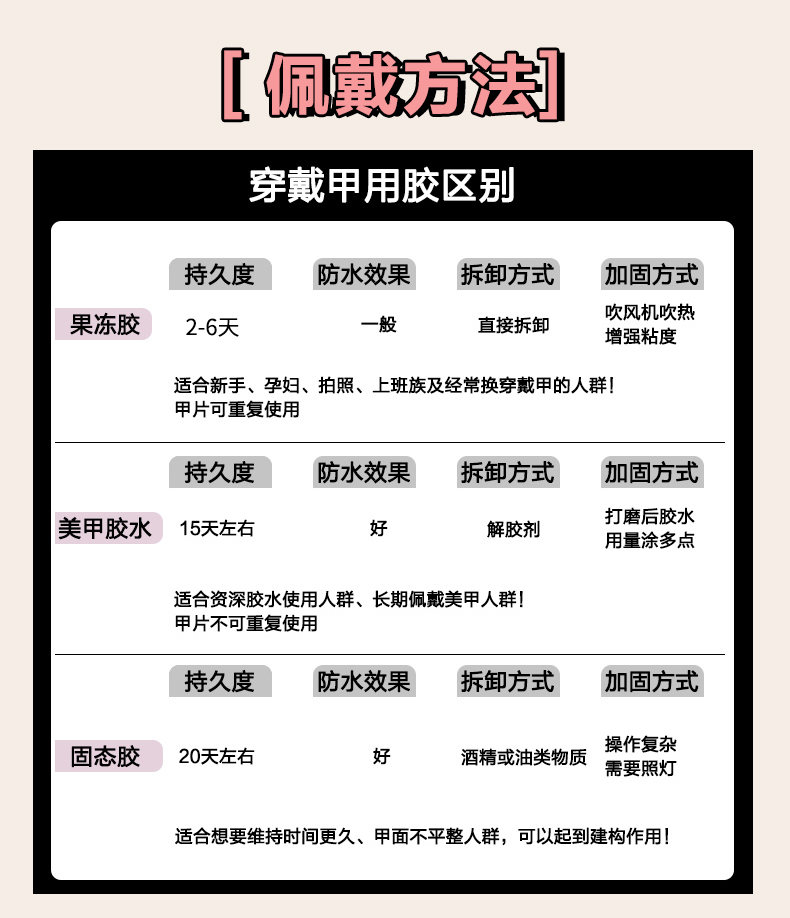 [ 佩戴方法]
穿戴甲用胶区别
持久度 防水效果 拆卸方式 加固方式
果冻胶 2-6天 一般 直接拆卸 吹风机吹热
增强粘度
适合新手、孕妇、拍照、上班族及经常换穿戴甲的人群!
甲片可重复使用
持久度 防水效果 拆卸方式 加固方式
美甲胶水 15天左右 好 解胶剂 打磨后胶水
用量涂多点
适合资深胶水使用人群、长期佩戴美甲人群!
甲片不可重复使用
持久度 防水效果 拆卸方式 加固方式
固态胶 20天左右 好 酒精或油类物质 操作复杂
需要照灯
适合想要维持时间更久、甲面不平整人群，可以起到建构作用!